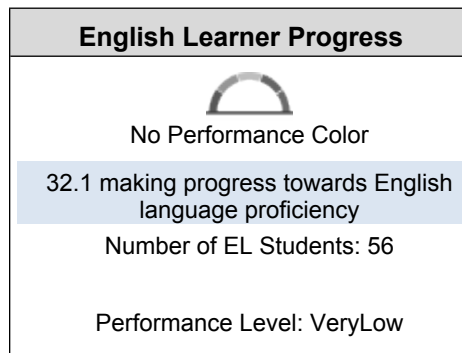 English Learner Progress
No Performance Color
32.1 making progress towards English
language proficiency
Number of EL Students: 56
Performance Level: VeryLow